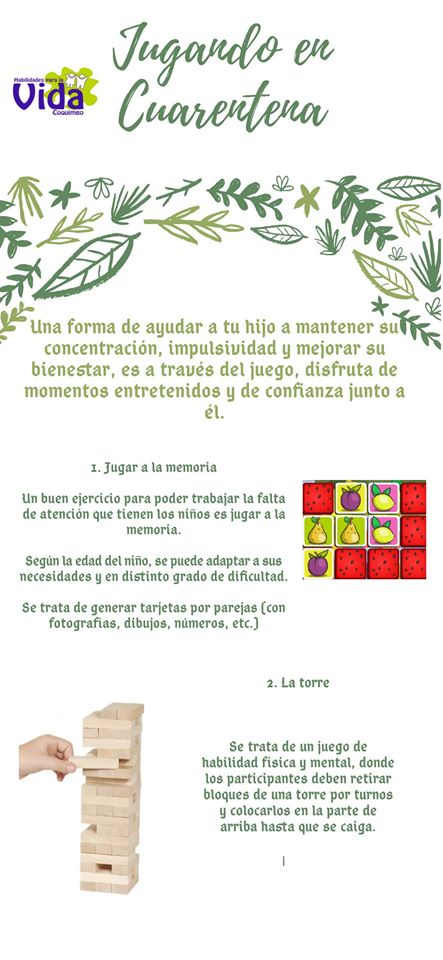 Jugando en
Cuarentena
Habilidades para la
Vida
Coquimbo
Una forma de ayudar a tu hijo a mantener su
concentración, impulsividad y mejorar su
bienestar, es a través del juego, disfruta de
momentos entretenidos y de confianza junto a
él.
1. Jugar a la memoria
Un buen ejercicio para poder trabajar la falta
de atención que tienen los niños es jugar a la
memoria.
Según la edad del niño, se puede adaptar a sus
necesidades y en distinto grado de dificultad.
Se trata de generar tarjetas por parejas (con
fotografías, dibujos, números, etc.)
2. La torre
Se trata de un juego de
habilidad física y mental, donde
los participantes deben retirar
bloques de una torre por turnos
y colocarlos en la parte de
arriba hasta que se caiga.
i